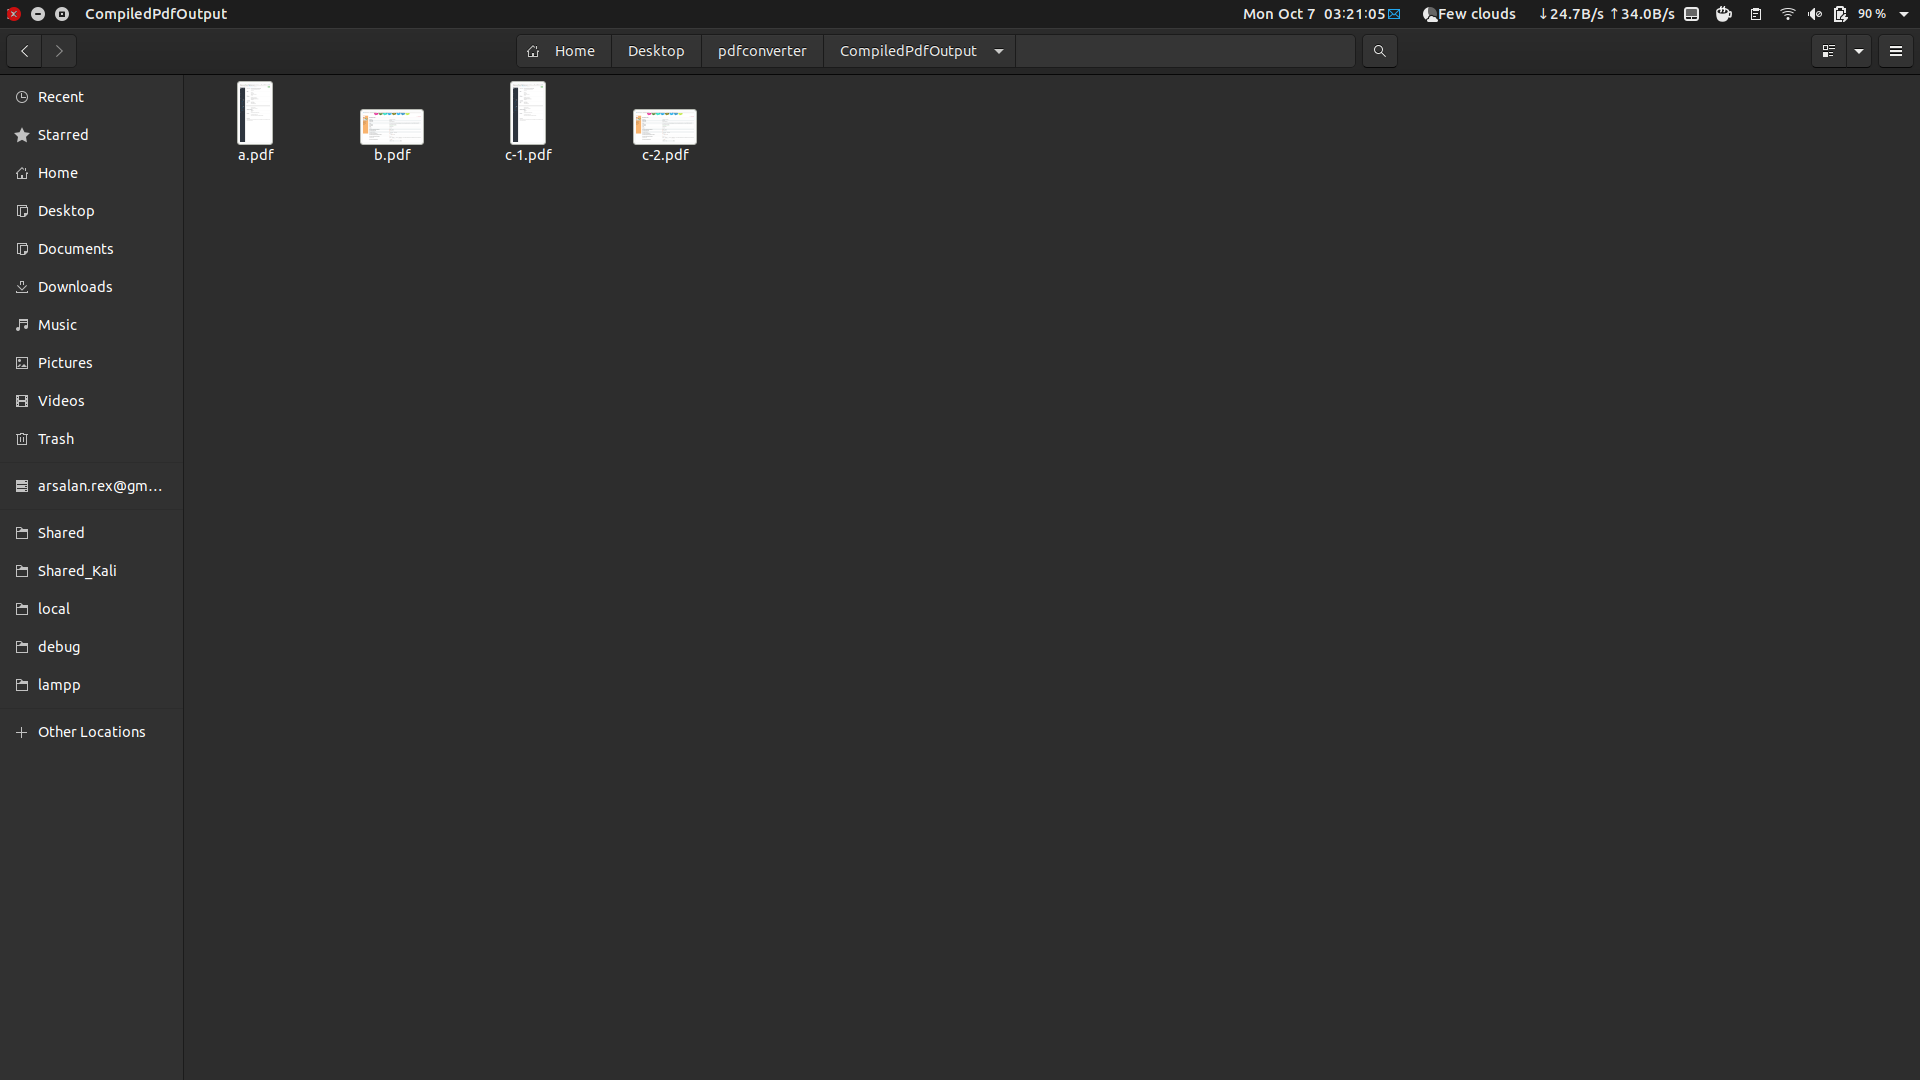 CompiledPdfOutput
Mon Oct 7 03:21:05
Few clouds
↓24.7B/s ↑34.0B/s
90 %
Home
Desktop
pdfconverter
CompiledPdfOutput
Recent
Starred
Home
Desktop
Documents
Downloads
Music
Pictures
Videos
Trash
arsalan.rex@gm...
Shared
Shared_Kali
local
debug
lampp
Other Locations
a.pdf
b.pdf
c-1.pdf
c-2.pdf